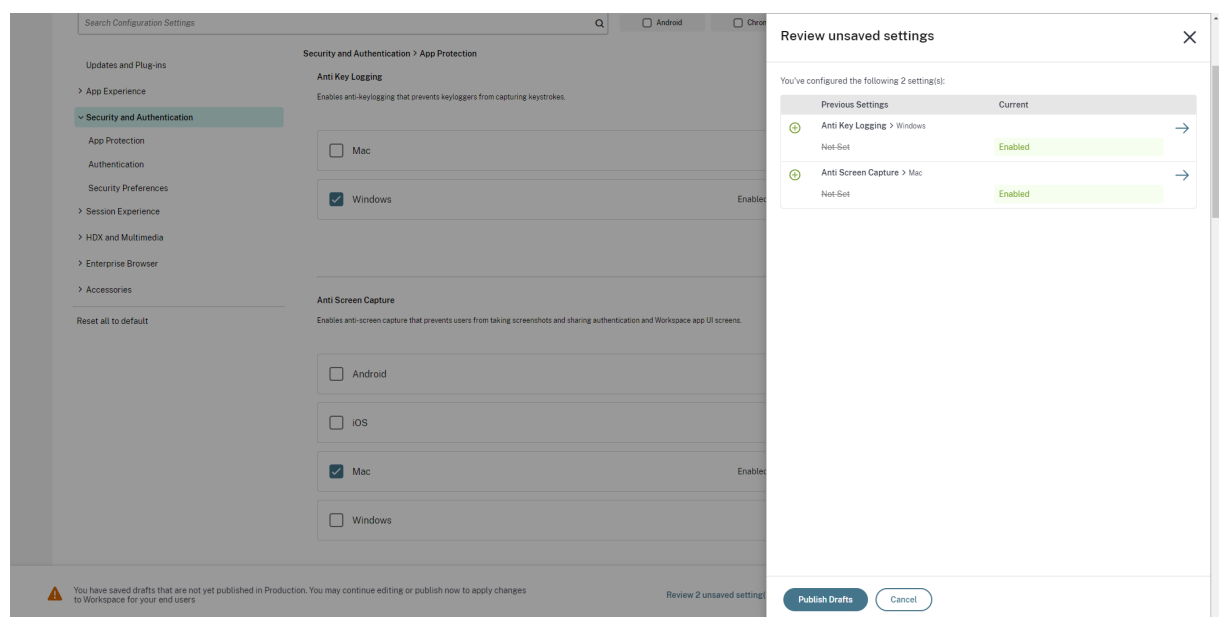 Search Configuration Settings
Android
Chrom
Updates and Plug-ins
App Experience
Security and Authentication
App Protection
Authentication
Security Preferences
Session Experience
HDX and Multimedia
Enterprise Browser
Accessories
Reset all to default
Security and Authentication > App Protection
Anti Key Logging
Enables anti-keylogging that prevents keyloggers from capturing keystrokes.
Mac
Windows
Enabled
Anti Screen Capture
Enables anti-screen capture that prevents users from taking screenshots and sharing authentication and Workspace app UI screens.
Android
iOS
Mac
Enabled
Windows
You have saved drafts that are not yet published in Production. You may continue editing or publish now to apply changes
to Workspace for your end users
Review 2 unsaved setting(
Review unsaved settings
You've configured the following 2 setting(s):
Previous Settings Current
Anti Key Logging > Windows
Not Set Enabled
Anti Screen Capture > Mac
Not Set Enabled
Publish Drafts
Cancel